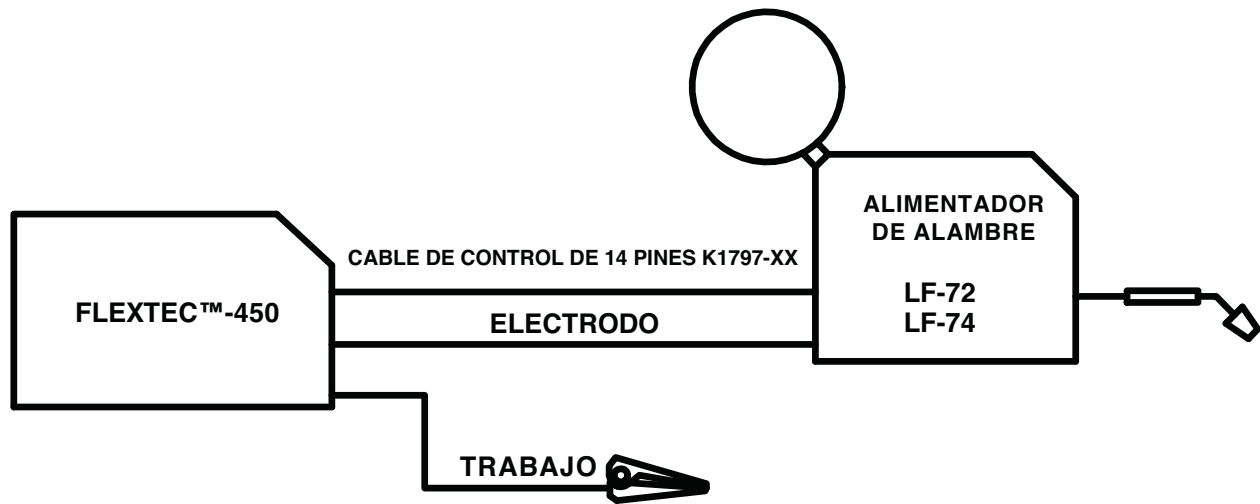 ALIMENTADOR
DE ALAMBRE
LF-72
LF-74
CABLE DE CONTROL DE 14 PINES K1797-XX
FLEXTEC™-450
ELECTRODO
TRABAJO